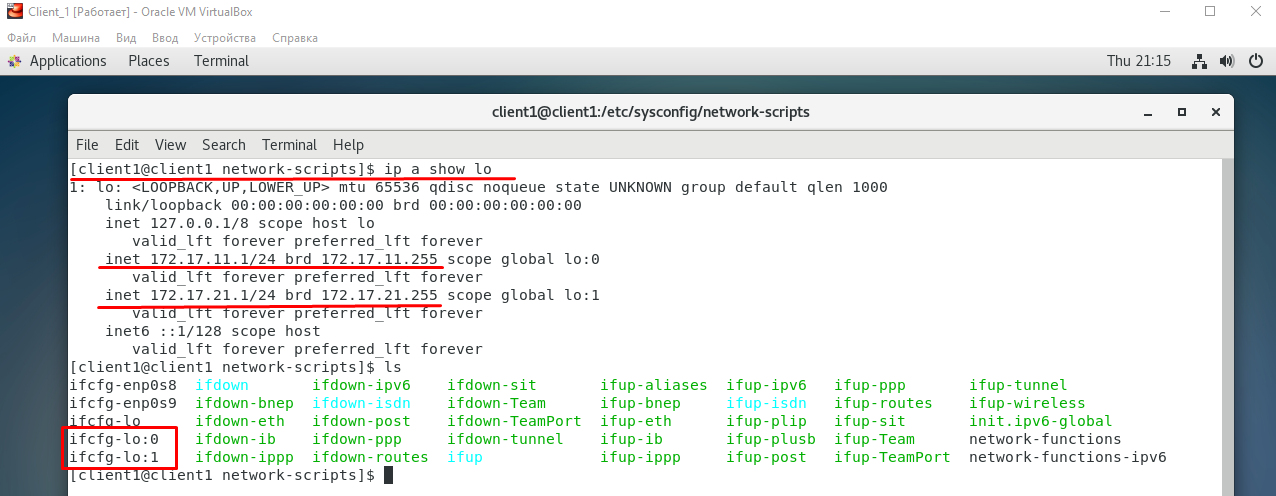 Client_1 [Работает] - Oracle VM VirtualBox
Файл Машина Вид Ввод Устройства Справка
Applications Places Terminal Thu 21:15
client1@client1:/etc/sysconfig/network-scripts
File Edit View Search Terminal Help
[client1@client1 network-scripts]$ ip a show lo
1: lo: <LOOPBACK,UP,LOWER_UP> mtu 65536 qdisc noqueue state UNKNOWN group default qlen 1000
    link/loopback 00:00:00:00:00:00 brd 00:00:00:00:00:00
    inet 127.0.0.1/8 scope host lo
       valid_lft forever preferred_lft forever
    inet 172.17.11.1/24 brd 172.17.11.255 scope global lo:0
       valid_lft forever preferred_lft forever
    inet 172.17.21.1/24 brd 172.17.21.255 scope global lo:1
       valid_lft forever preferred_lft forever
    inet6 ::1/128 scope host
       valid_lft forever preferred_lft forever
[client1@client1 network-scripts]$ ls
ifcfg-enp0s8  ifdown        ifdown-ipv6    ifdown-sit       ifup-aliases  ifup-ipv6   ifup-ppp       ifup-tunnel
ifcfg-enp0s9  ifdown-bnep   ifdown-isdn    ifdown-Team      ifup-bnep     ifup-isdn   ifup-routes    ifup-wireless
ifcfg-lo      ifdown-eth    ifdown-post    ifdown-TeamPort  ifup-eth      ifup-plip   ifup-sit       init.ipv6-global
ifcfg-lo:0    ifdown-ib     ifdown-ppp     ifdown-tunnel    ifup-ib       ifup-plusb  ifup-Team      network-functions
ifcfg-lo:1    ifdown-ippp   ifdown-routes  ifup             ifup-ippp     ifup-post   ifup-TeamPort  network-functions-ipv6
[client1@client1 network-scripts]$